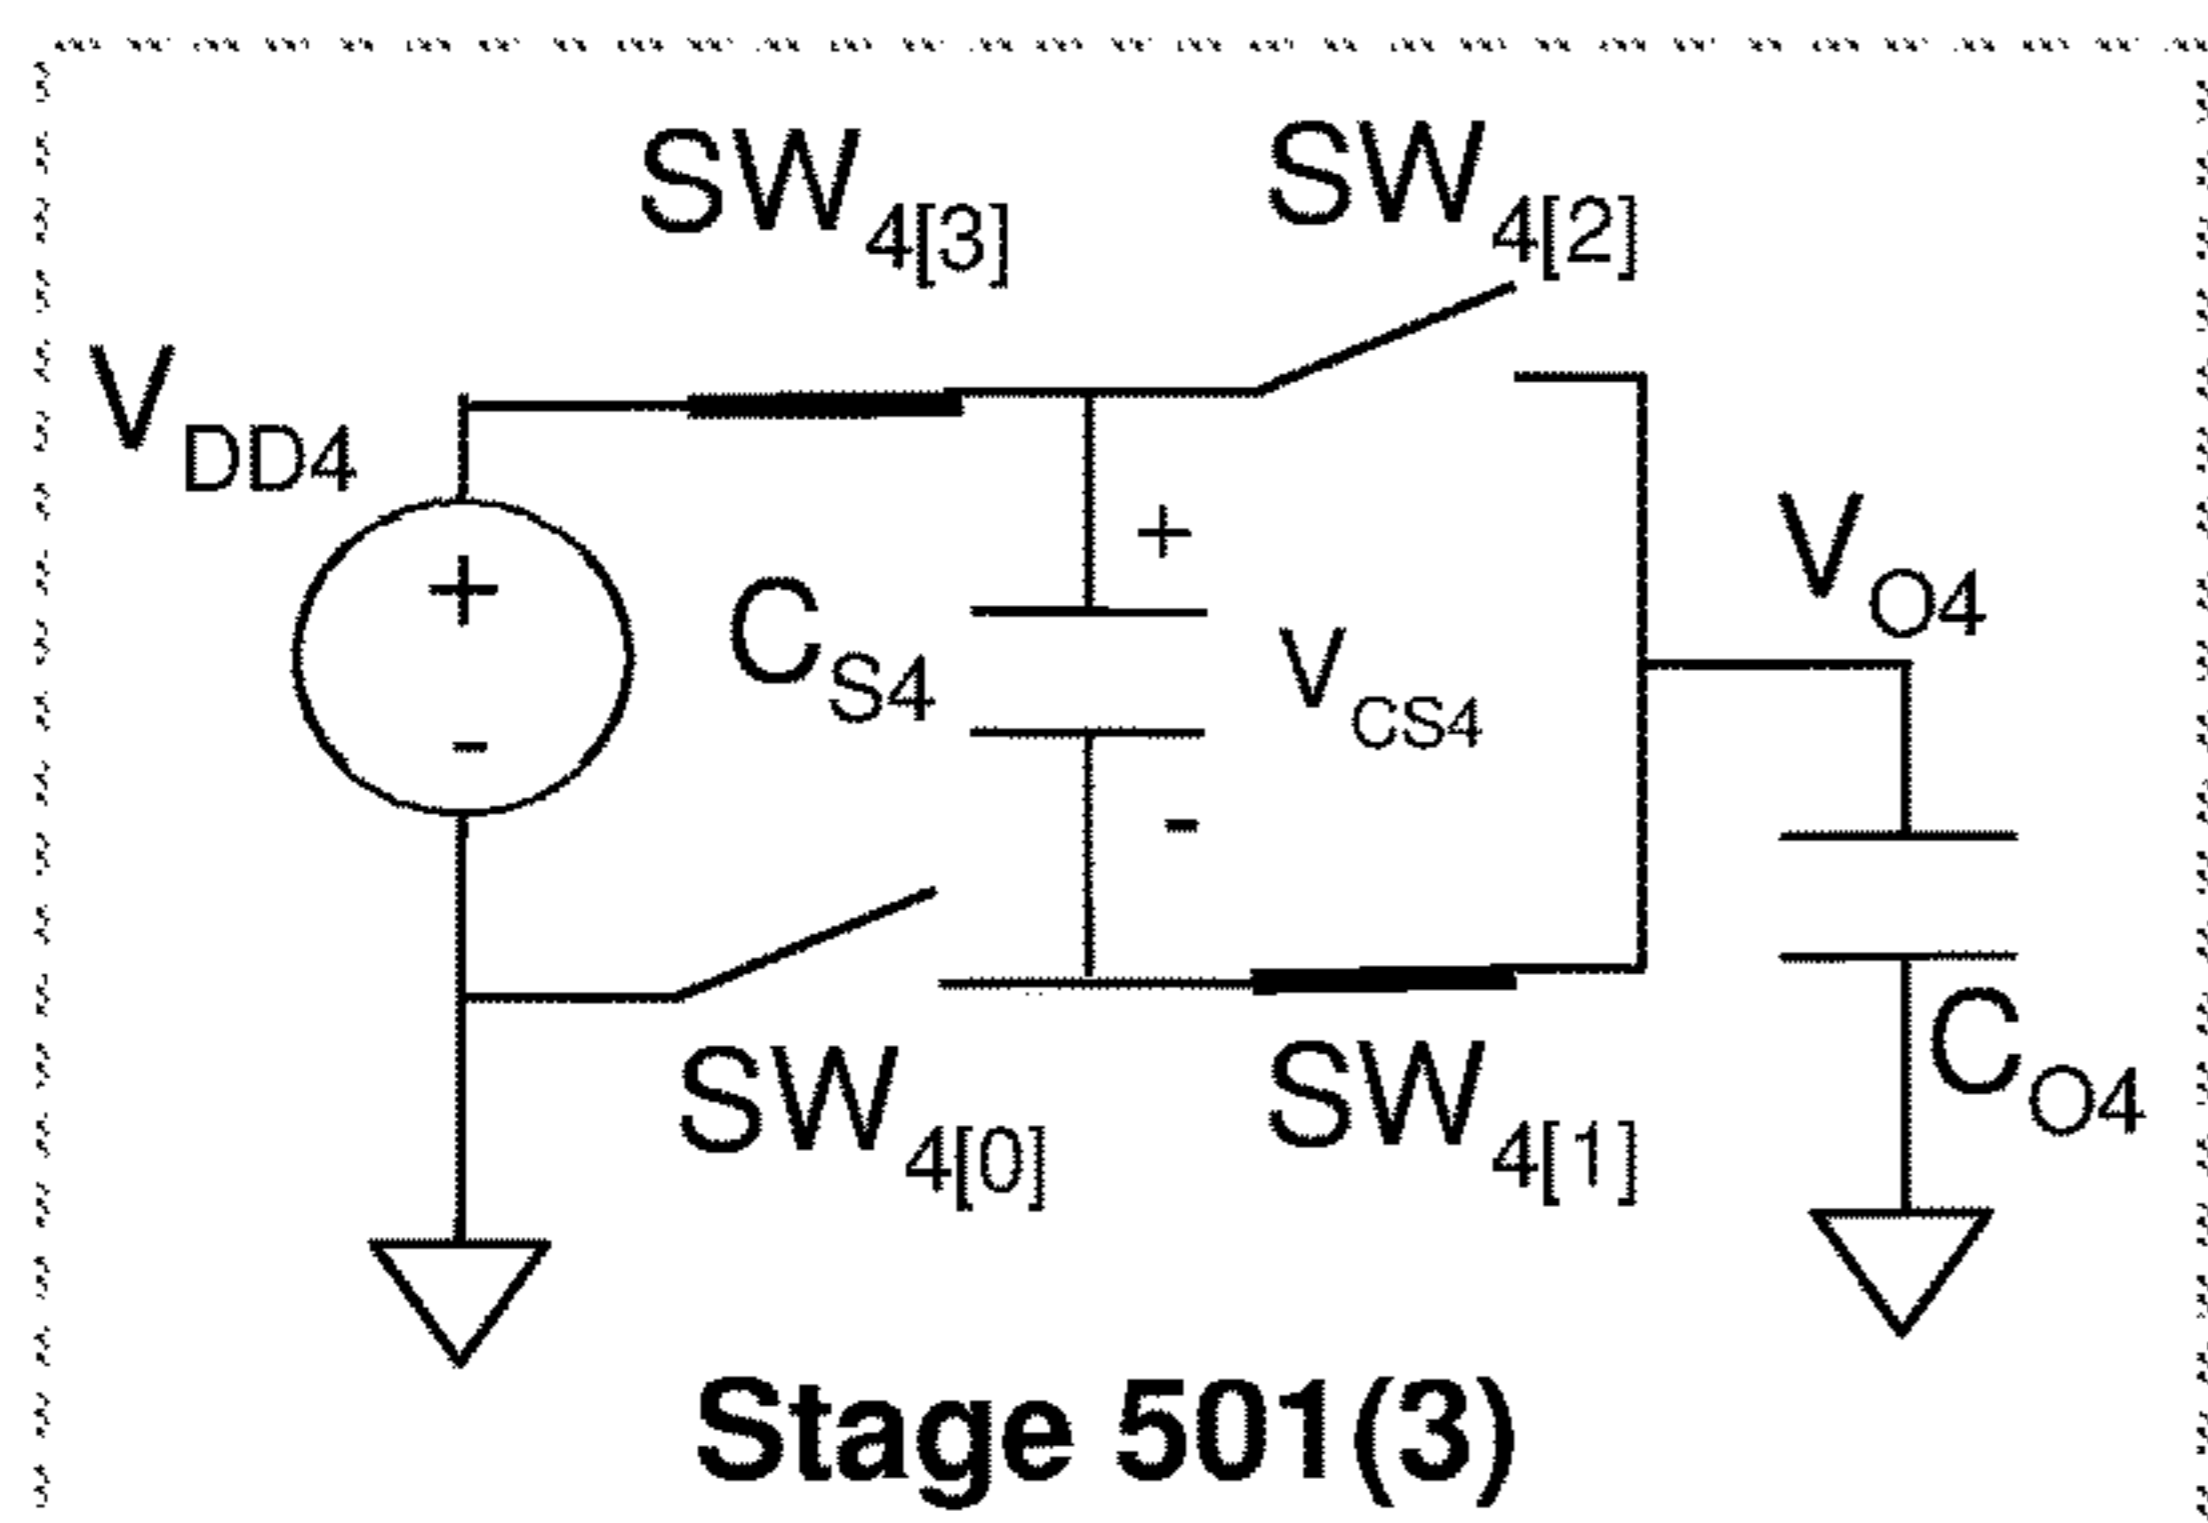 SW4[3] SW4[2]
VDD4
+
+
VO4
CS4
VCS4
-
-
CO4
SW4[0] SW4[1]
Stage 501(3)